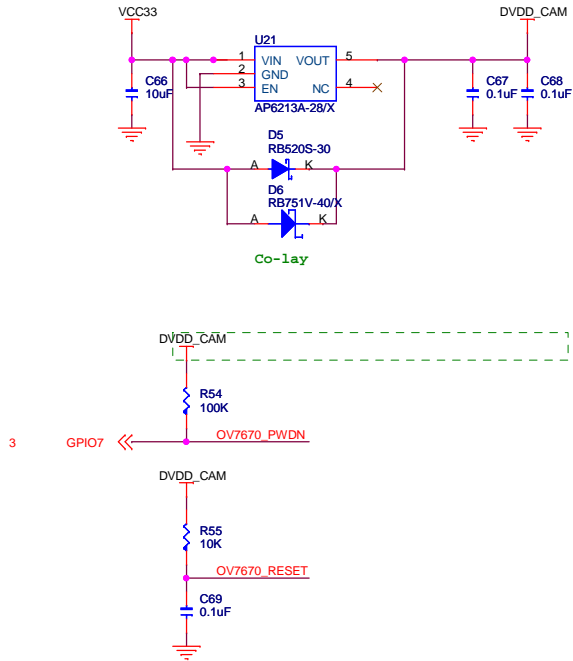 VCC33
DVDD_CAM
U21
1 VIN VOUT 5
2 GND
3 EN NC 4
AP6213A-28/X
C66
10uF
C67
0.1uF
C68
0.1uF
D5
RB520S-30
A K
D6
RB751V-40/X
A K
Co-lay
DVDD_CAM
R54
100K
3 GPIO7 OV7670_PWDN
DVDD_CAM
R55
10K
OV7670_RESET
C69
0.1uF